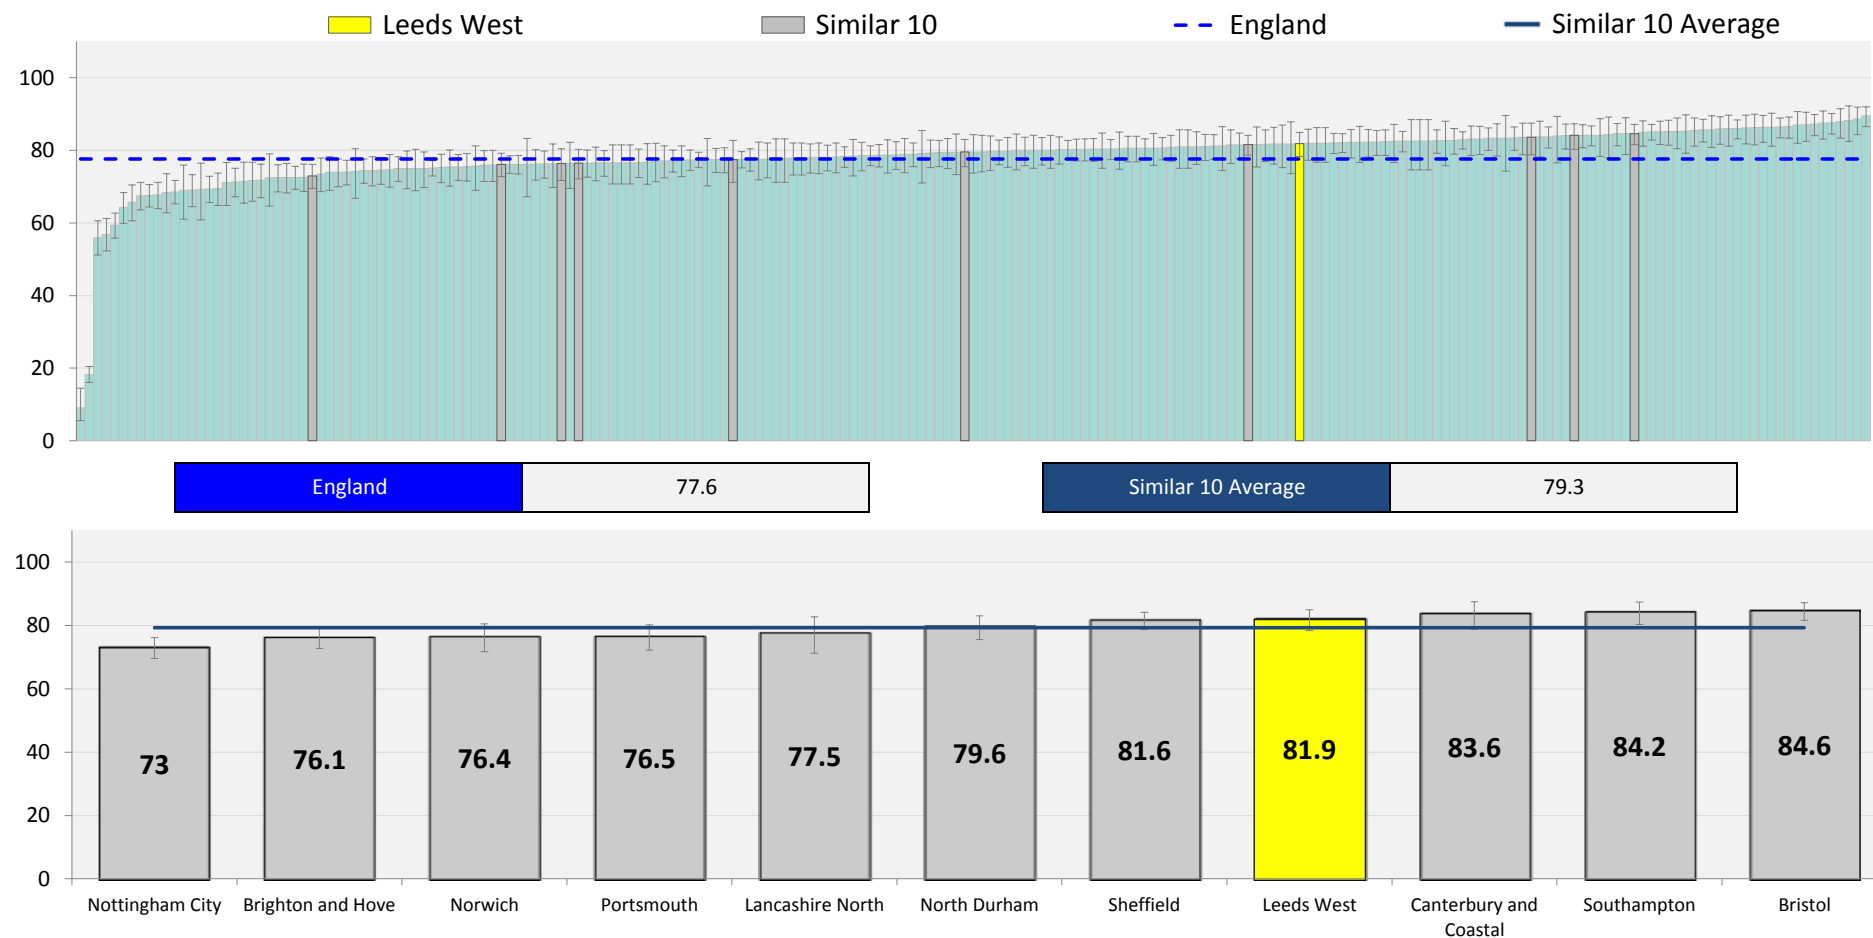 Leeds West Similar 10 England Similar 10 Average
100
80
60
40
20
0
England 77.6 Similar 10 Average 79.3
100
80
60
40
20
0
73 76.1 76.4 76.5 77.5 79.6 81.6 81.9 83.6 84.2 84.6
Nottingham City Brighton and Hove Norwich Portsmouth Lancashire North North Durham Sheffield Leeds West Canterbury and Southampton Bristol
Coastal